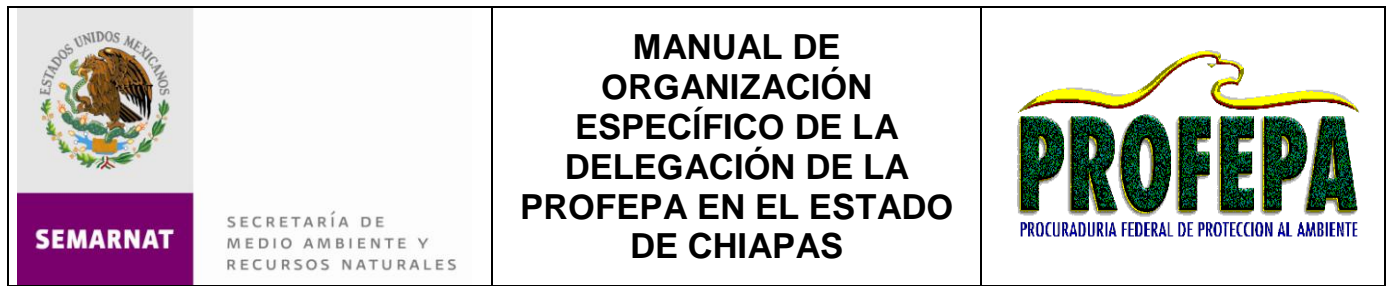 ESTADOS UNIDOS MEXICANOS
SEMARNAT
SECRETARÍA DE
MEDIO AMBIENTE Y
RECURSOS NATURALES
MANUAL DE
ORGANIZACIÓN
ESPECÍFICO DE LA
DELEGACIÓN DE LA
PROFEPA EN EL ESTADO
DE CHIAPAS
PROFEPA
PROCURADURIA FEDERAL DE PROTECCION AL AMBIENTE